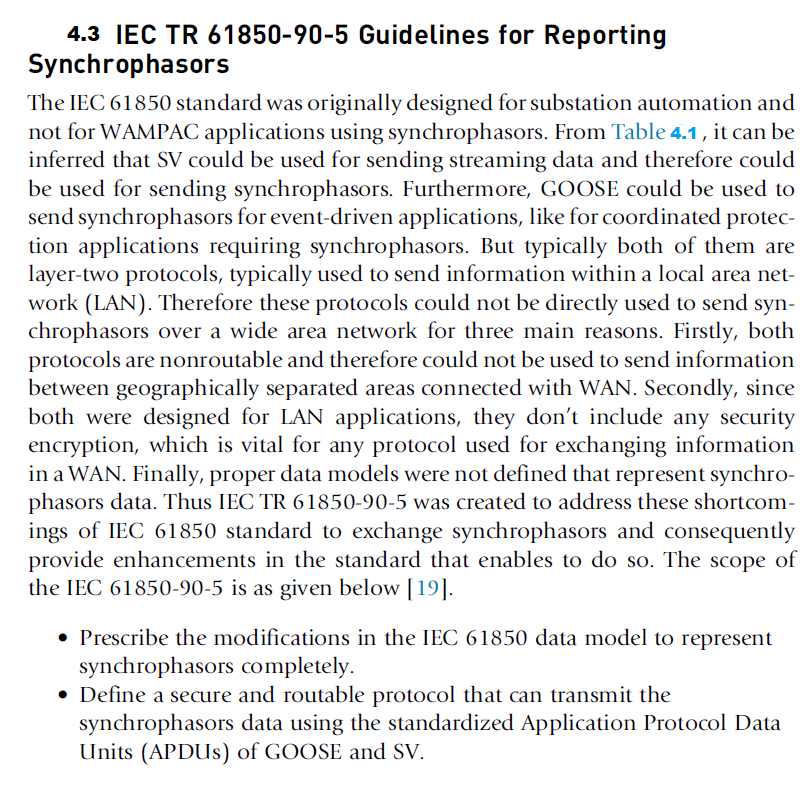 4.3 IEC TR 61850-90-5 Guidelines for Reporting
Synchrophasors
The IEC 61850 standard was originally designed for substation automation and
not for WAMPAC applications using synchrophasors. From Table 4.1 , it can be
inferred that SV could be used for sending streaming data and therefore could
be used for sending synchrophasors. Furthermore, GOOSE could be used to
send synchrophasors for event-driven applications, like for coordinated protec-
tion applications requiring synchrophasors. But typically both of them are
layer-two protocols, typically used to send information within a local area net-
work (LAN). Therefore these protocols could not be directly used to send syn-
chrophasors over a wide area network for three main reasons. Firstly, both
protocols are nonroutable and therefore could not be used to send information
between geographically separated areas connected with WAN. Secondly, since
both were designed for LAN applications, they don't include any security
encryption, which is vital for any protocol used for exchanging information
in a WAN. Finally, proper data models were not defined that represent synchro-
phasors data. Thus IEC TR 61850-90-5 was created to address these shortcom-
ings of IEC 61850 standard to exchange synchrophasors and consequently
provide enhancements in the standard that enables to do so. The scope of
the IEC 61850-90-5 is as given below [19].
• Prescribe the modifications in the IEC 61850 data model to represent
synchrophasors completely.
• Define a secure and routable protocol that can transmit the
synchrophasors data using the standardized Application Protocol Data
Units (APDUs) of GOOSE and SV.